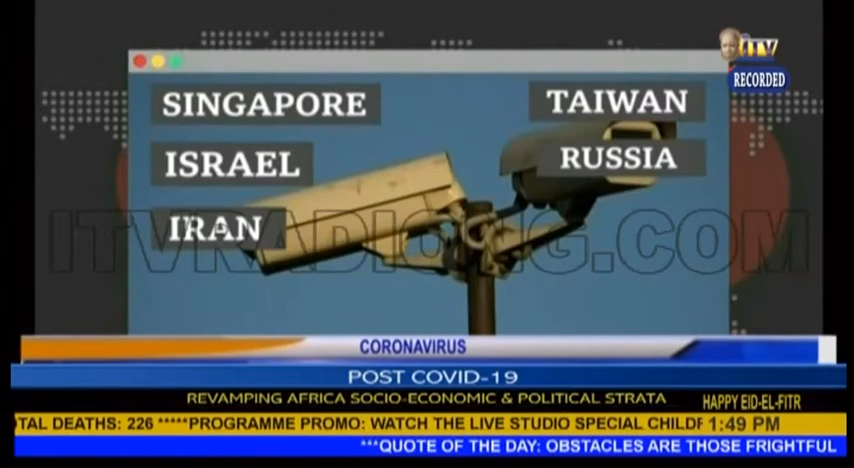 iTV
RECORDED
SINGAPORE
TAIWAN
ISRAEL
RUSSIA
IRAN
ITVRADIONG.COM
CORONAVIRUS
POST COVID-19
REVAMPING AFRICA SOCIO-ECONOMIC & POLITICAL STRATA
HAPPY EID-EL-FITR
OTAL DEATHS: 226 *****PROGRAMME PROMO: WATCH THE LIVE STUDIO SPECIAL CHILDR 1:49 PM
***QUOTE OF THE DAY: OBSTACLES ARE THOSE FRIGHTFUL